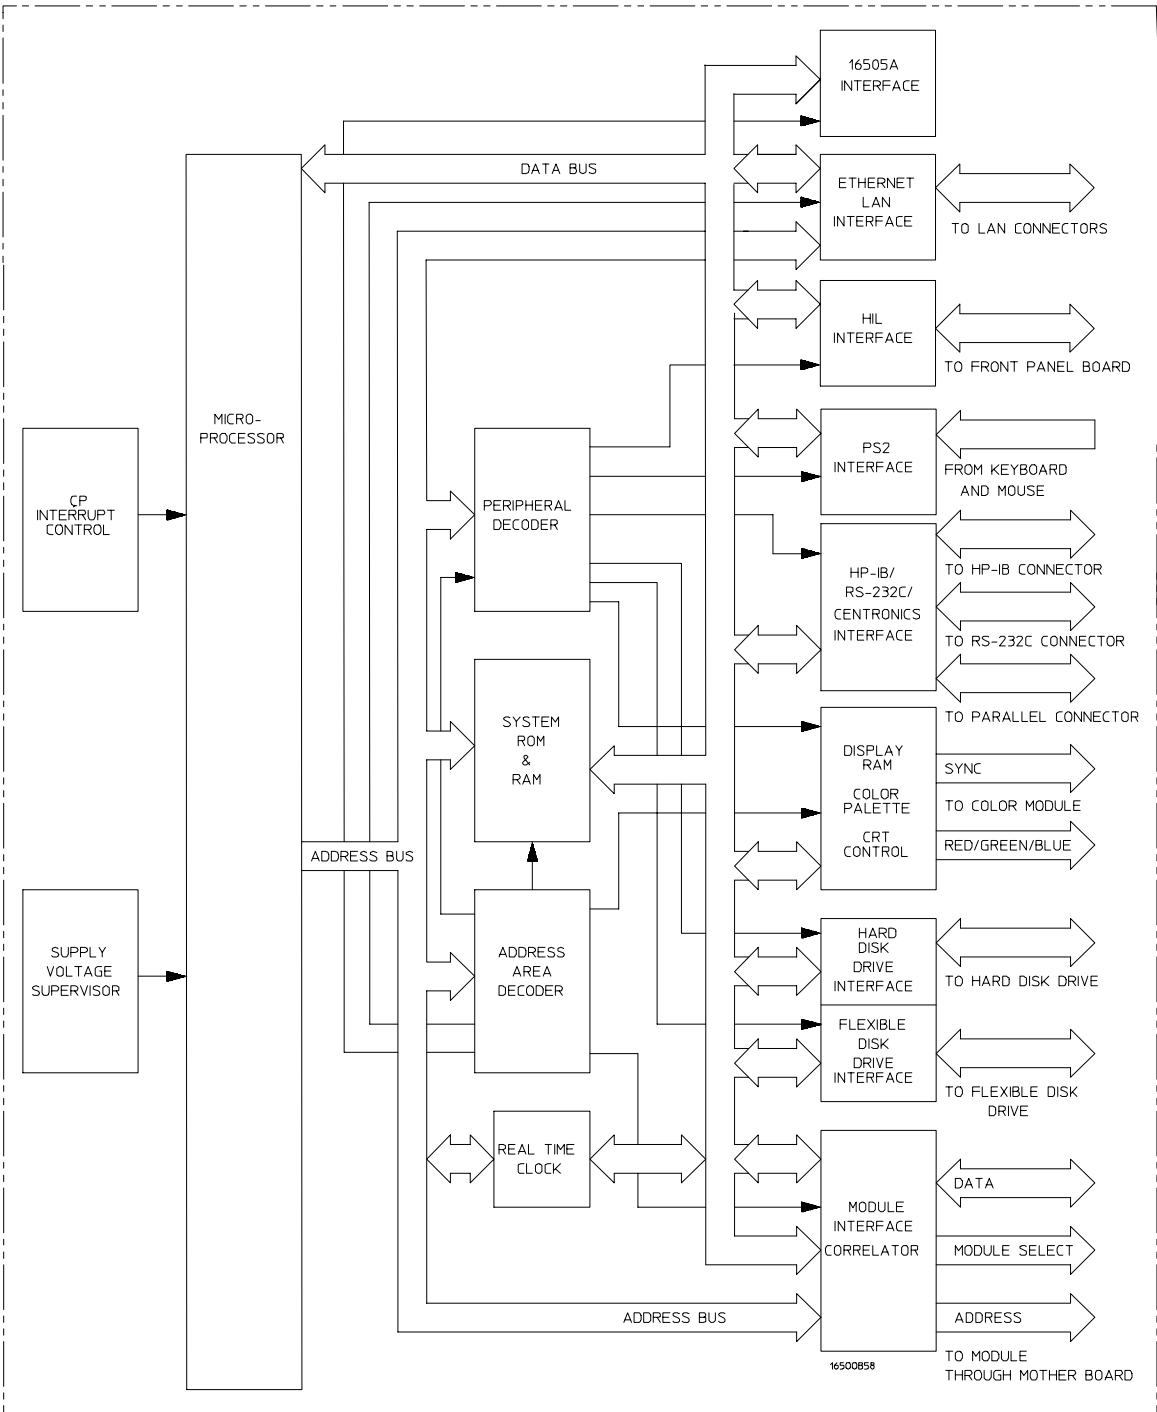 16505A
INTERFACE
DATA BUS
ETHERNET
LAN
INTERFACE
TO LAN CONNECTORS
HIL
INTERFACE
TO FRONT PANEL BOARD
MICRO-
PROCESSOR
PS2
INTERFACE
FROM KEYBOARD
AND MOUSE
ÇP
INTERRUPT
CONTROL
PERIPHERAL
DECODER
HP-IB/
RS-232C/
CENTRONICS
INTERFACE
TO HP-IB CONNECTOR
TO RS-232C CONNECTOR
TO PARALLEL CONNECTOR
SYSTEM
ROM
&
RAM
DISPLAY
RAM
COLOR
PALETTE
CRT
CONTROL
SYNC
TO COLOR MODULE
RED/GREEN/BLUE
ADDRESS BUS
SUPPLY
VOLTAGE
SUPERVISOR
ADDRESS
AREA
DECODER
HARD
DISK
DRIVE
INTERFACE
TO HARD DISK DRIVE
FLEXIBLE
DISK
DRIVE
INTERFACE
TO FLEXIBLE DISK
DRIVE
REAL TIME
CLOCK
MODULE
INTERFACE
CORRELATOR
DATA
MODULE SELECT
ADDRESS
ADDRESS BUS
16500B58
TO MODULE
THROUGH MOTHER BOARD